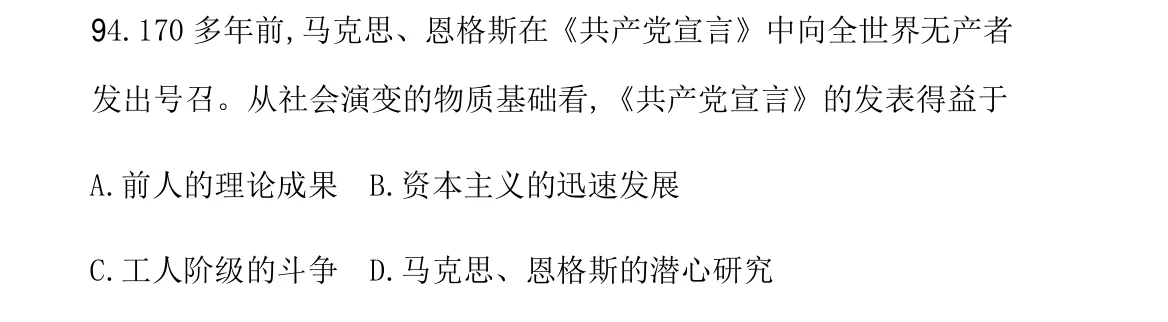 94.170 多年前,马克思、恩格斯在《共产党宣言》中向全世界无产者
发出号召。从社会演变的物质基础看,《共产党宣言》的发表得益于
A.前人的理论成果 B.资本主义的迅速发展
C.工人阶级的斗争 D.马克思、恩格斯的潜心研究